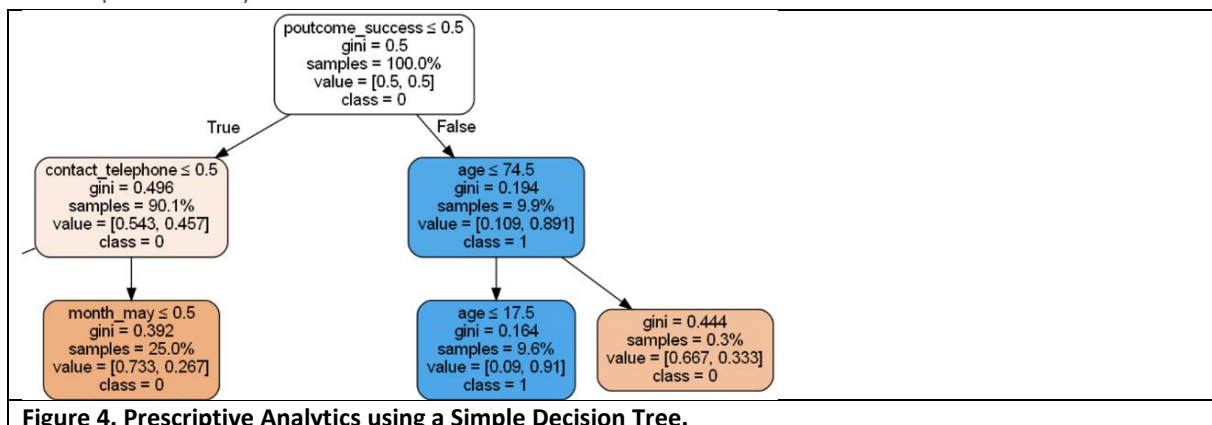 poutcome_success ≤ 0.5
gini = 0.5
samples = 100.0%
value = [0.5, 0.5]
class = 0
True
False
contact_telephone ≤ 0.5
gini = 0.496
samples = 90.1%
value = [0.543, 0.457]
class = 0
age ≤ 74.5
gini = 0.194
samples = 9.9%
value = [0.109, 0.891]
class = 1
month_may ≤ 0.5
gini = 0.392
samples = 25.0%
value = [0.733, 0.267]
class = 0
age ≤ 17.5
gini = 0.164
samples = 9.6%
value = [0.09, 0.91]
class = 1
gini = 0.444
samples = 0.3%
value = [0.667, 0.333]
class = 0
Figure 4. Prescriptive Analytics using a Simple Decision Tree.